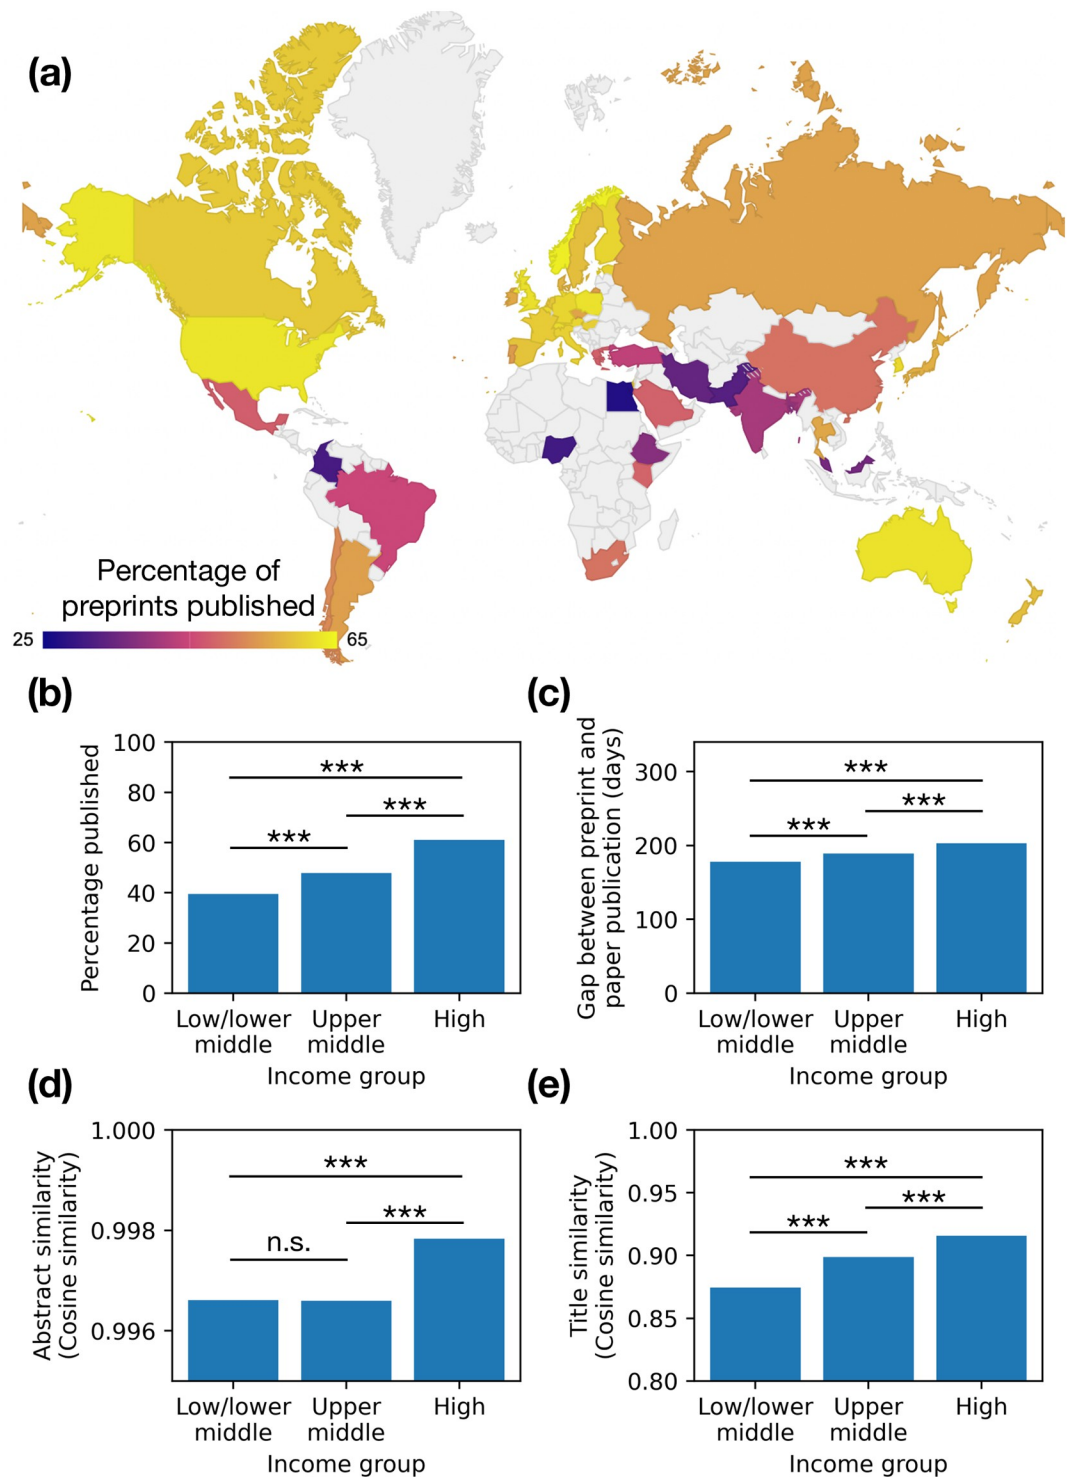 (a)
Percentage of
preprints published
25 65
(b)
Percentage published
100
80
60
40
20
0
***
***
***
Low/lower
middle
Upper
middle
High
Income group
(c)
Gap between preprint and
paper publication (days)
300
200
100
0
***
***
***
Low/lower
middle
Upper
middle
High
Income group
(d)
Abstract similarity
(Cosine similarity)
1.000
0.998
0.996
***
***
n.s.
Low/lower
middle
Upper
middle
High
Income group
(e)
Title similarity
(Cosine similarity)
1.00
0.95
0.90
0.85
0.80
***
***
***
Low/lower
middle
Upper
middle
High
Income group